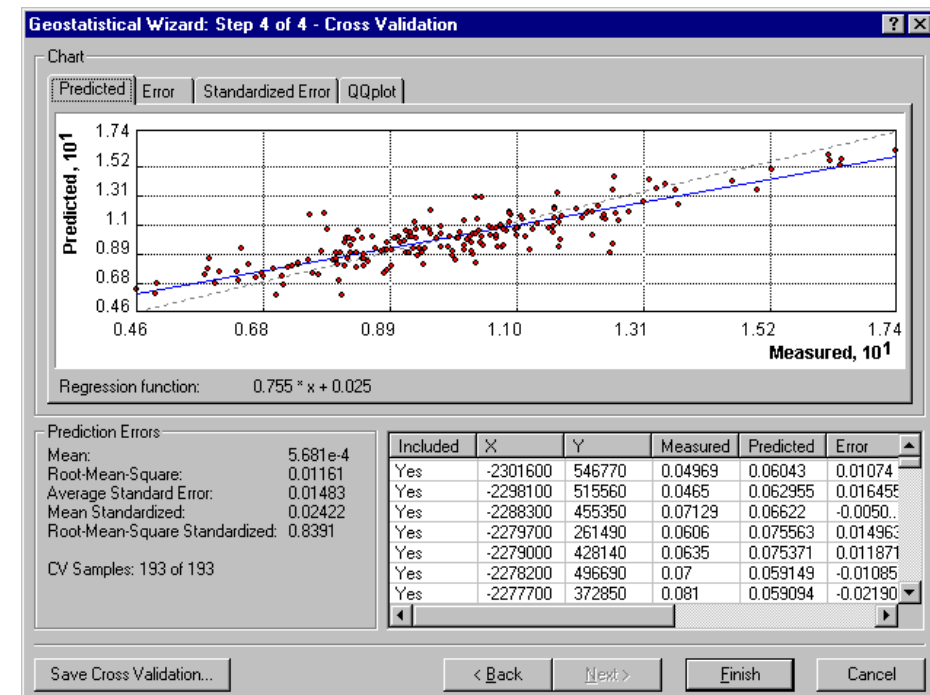 Geostatistical Wizard: Step 4 of 4 - Cross Validation
Chart
Predicted Error Standardized Error QQplot
Predicted, 10¹
1.74
1.52
1.31
1.1
0.89
0.68
0.46
0.46 0.68 0.89 1.10 1.31 1.52 1.74
Measured, 10¹
Regression function: 0.755 * x + 0.025
Prediction Errors
Mean: 5.681e-4
Root-Mean-Square: 0.01161
Average Standard Error: 0.01483
Mean Standardized: 0.02422
Root-Mean-Square Standardized: 0.8391
CV Samples: 193 of 193
Included X Y Measured Predicted Error
Yes -2301600 546770 0.04969 0.06043 0.01074
Yes -2298100 515560 0.0465 0.062955 0.016455
Yes -2288300 455350 0.07129 0.06622 -0.0050..
Yes -2279700 261490 0.0606 0.075563 0.014963
Yes -2279000 428140 0.0635 0.075371 0.011871
Yes -2278200 496690 0.07 0.059149 -0.01085
Yes -2277700 372850 0.081 0.059094 -0.02190
Save Cross Validation... < Back Next > Finish Cancel